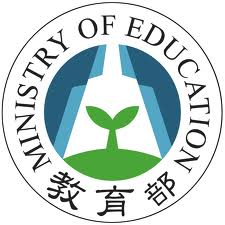 MINISTRY OF EDUCATION
教育部